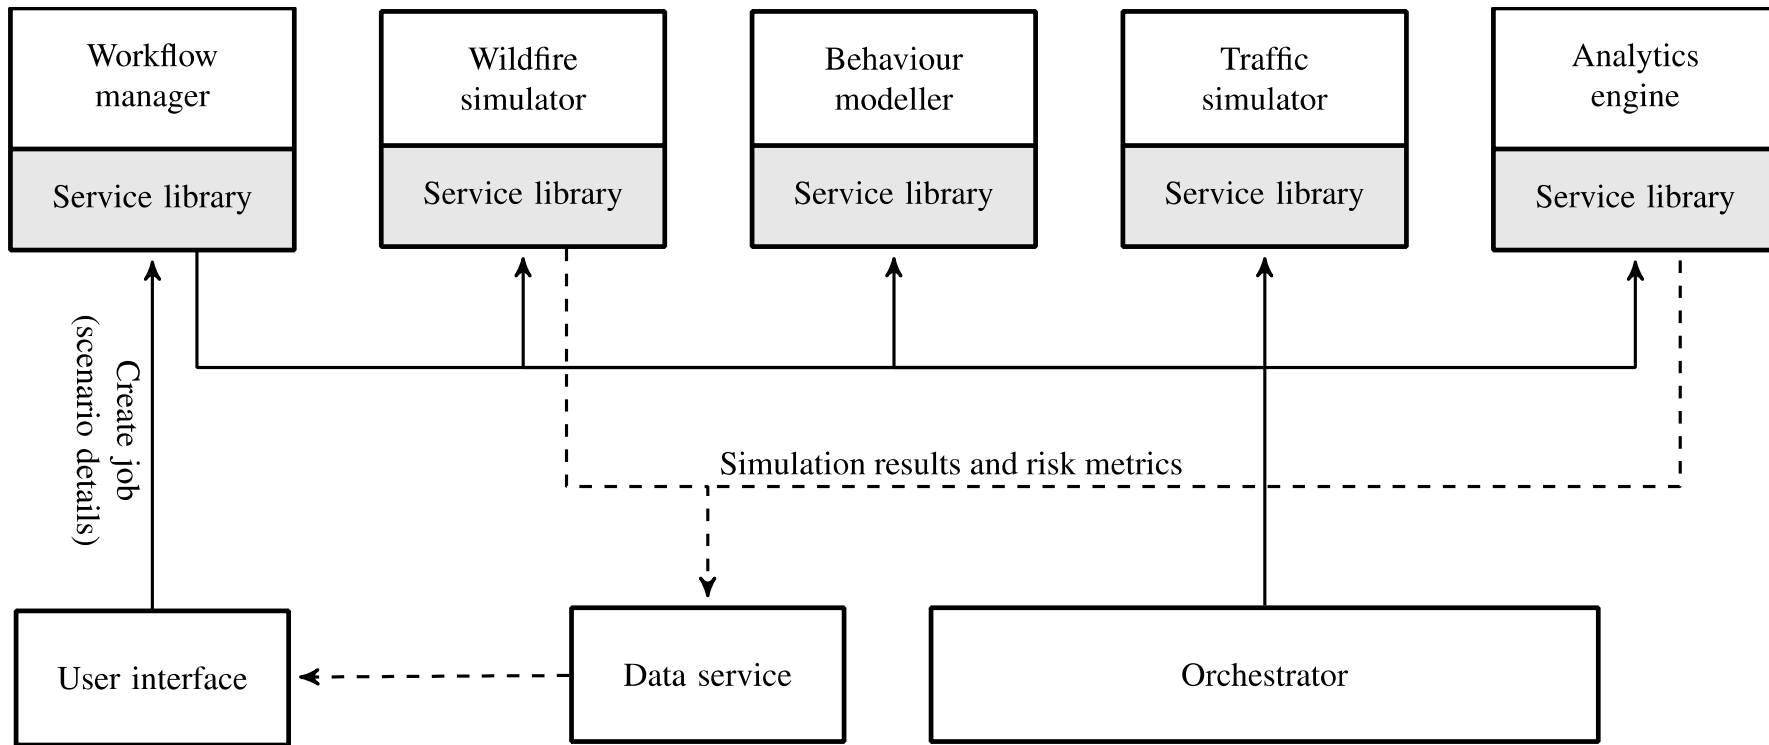 Workflow
manager
Wildfire
simulator
Behaviour
modeller
Traffic
simulator
Analytics
engine
Service library
Service library
Service library
Service library
Service library
Create job
(scenario details)
Simulation results and risk metrics
User interface
Data service
Orchestrator